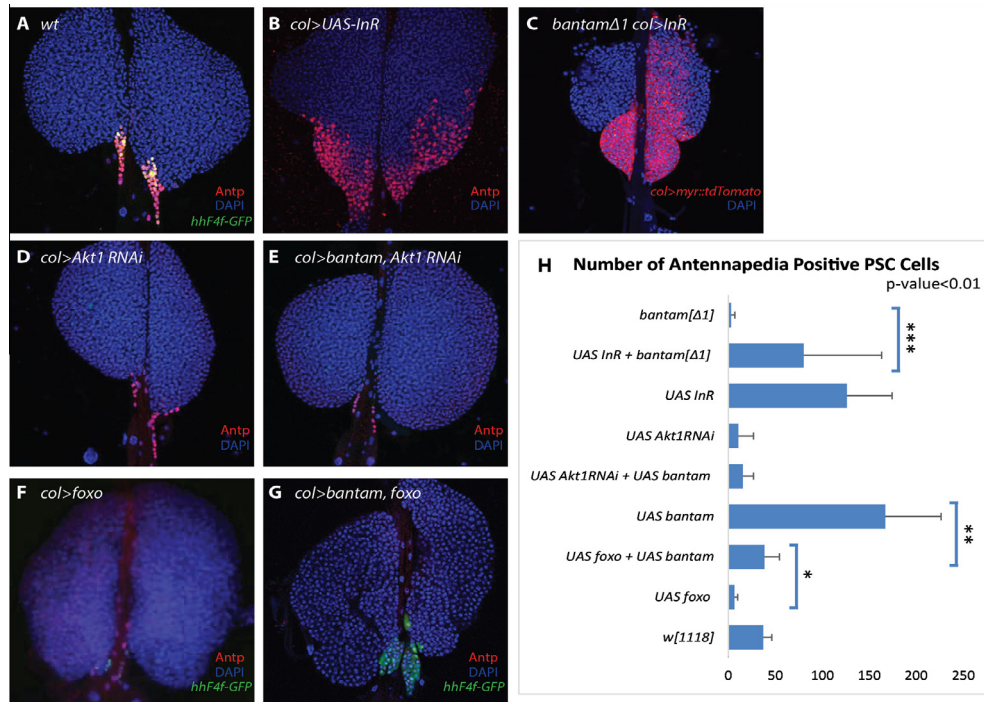 A wt
Antp
DAPI
hhF4f-GFP
B col>UAS-InR
Antp
DAPI
C bantamΔ1 col>InR
col>myr::tdTomato
DAPI
D col>Akt1 RNAi
Antp
DAPI
E col>bantam, Akt1 RNAi
Antp
DAPI
F col>foxo
Antp
DAPI
hhF4f-GFP
G col>bantam, foxo
Antp
DAPI
hhF4f-GFP
H Number of Antennapedia Positive PSC Cells
p-value<0.01
bantam[Δ1]
UAS InR + bantam[Δ1]
UAS InR
UAS Akt1RNAi
UAS Akt1RNAi + UAS bantam
UAS bantam
UAS foxo + UAS bantam
UAS foxo
w[1118]
***
**
*
0 50 100 150 200 250